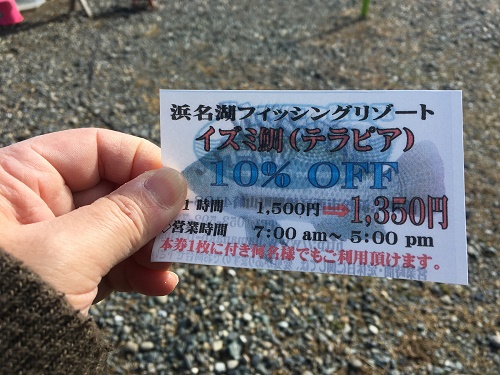 浜名湖フィッシングリゾート
イズミ鯛（テラピア）
10% OFF
1時間 1,500円➡1,350円
営業時間 7:00 am～ 5:00 pm
本券1枚に付き何名様でもご利用頂けます。